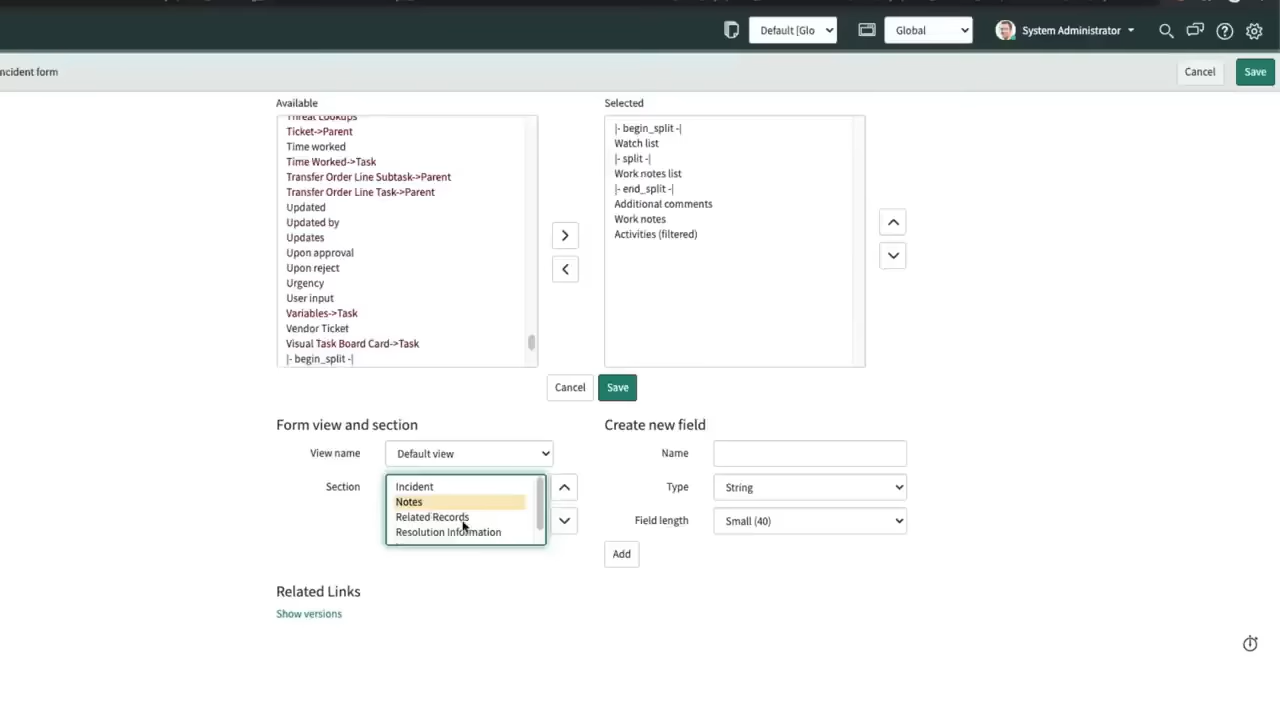 Default [Glo
Global
System Administrator
ncident form
Cancel
Save
Available
Selected
Threat Lookups
Ticket->Parent
Time worked
Time Worked->Task
Transfer Order Line Subtask->Parent
Transfer Order Line Task->Parent
Updated
Updated by
Updates
Upon approval
Upon reject
Urgency
User input
Variables->Task
Vendor Ticket
Visual Task Board Card->Task
|- begin_split -|
|- begin_split -|
Watch list
|- split -|
Work notes list
|- end_split -|
Additional comments
Work notes
Activities (filtered)
Cancel
Save
Form view and section
View name
Default view
Section
Incident
Notes
Related Records
Resolution Information
Create new field
Name
Type
String
Field length
Small (40)
Add
Related Links
Show versions